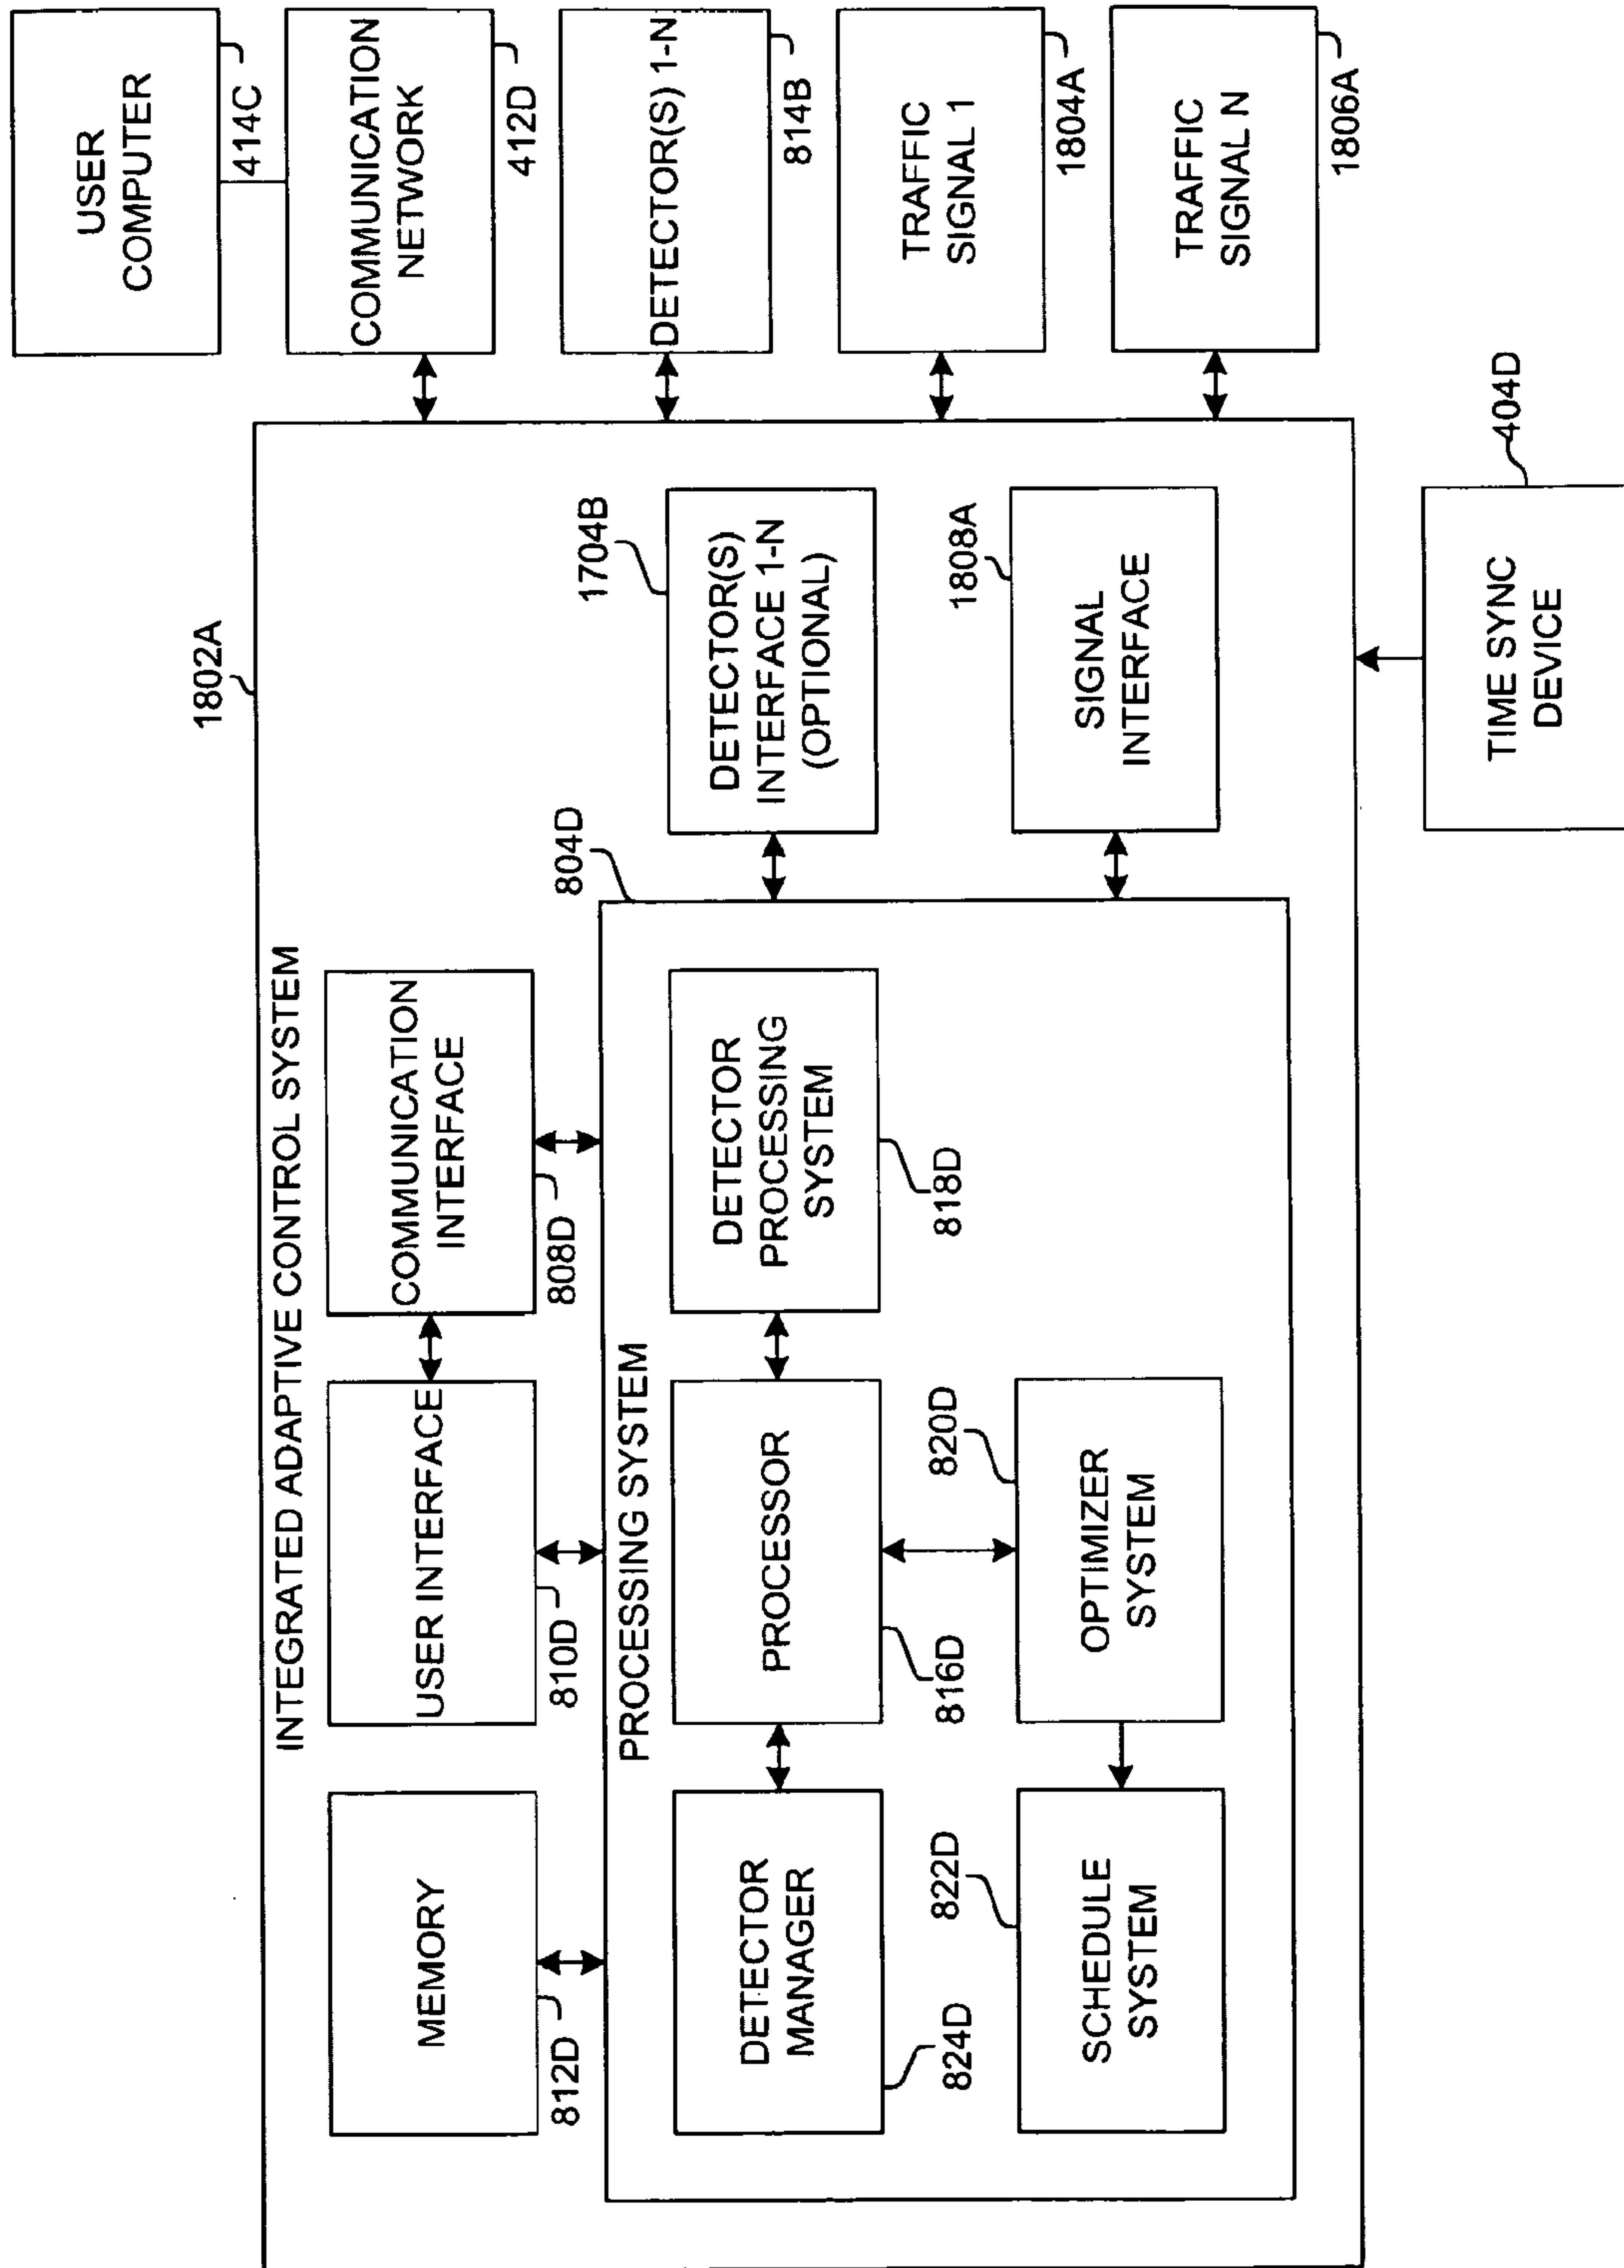 USER
COMPUTER
414C
COMMUNICATION
NETWORK
412D
DETECTOR(S) 1-N
814B
TRAFFIC
SIGNAL 1
1804A
TRAFFIC
SIGNAL N
1806A
1802A
INTEGRATED ADAPTIVE CONTROL SYSTEM
MEMORY
812D
USER INTERFACE
810D
COMMUNICATION
INTERFACE
808D
804D
PROCESSING SYSTEM
DETECTOR
MANAGER
824D
PROCESSOR
816D
DETECTOR
PROCESSING
SYSTEM
818D
822D
SCHEDULE
SYSTEM
820D
OPTIMIZER
SYSTEM
1704B
DETECTOR(S)
INTERFACE 1-N
(OPTIONAL)
1808A
SIGNAL
INTERFACE
404D
TIME SYNC
DEVICE